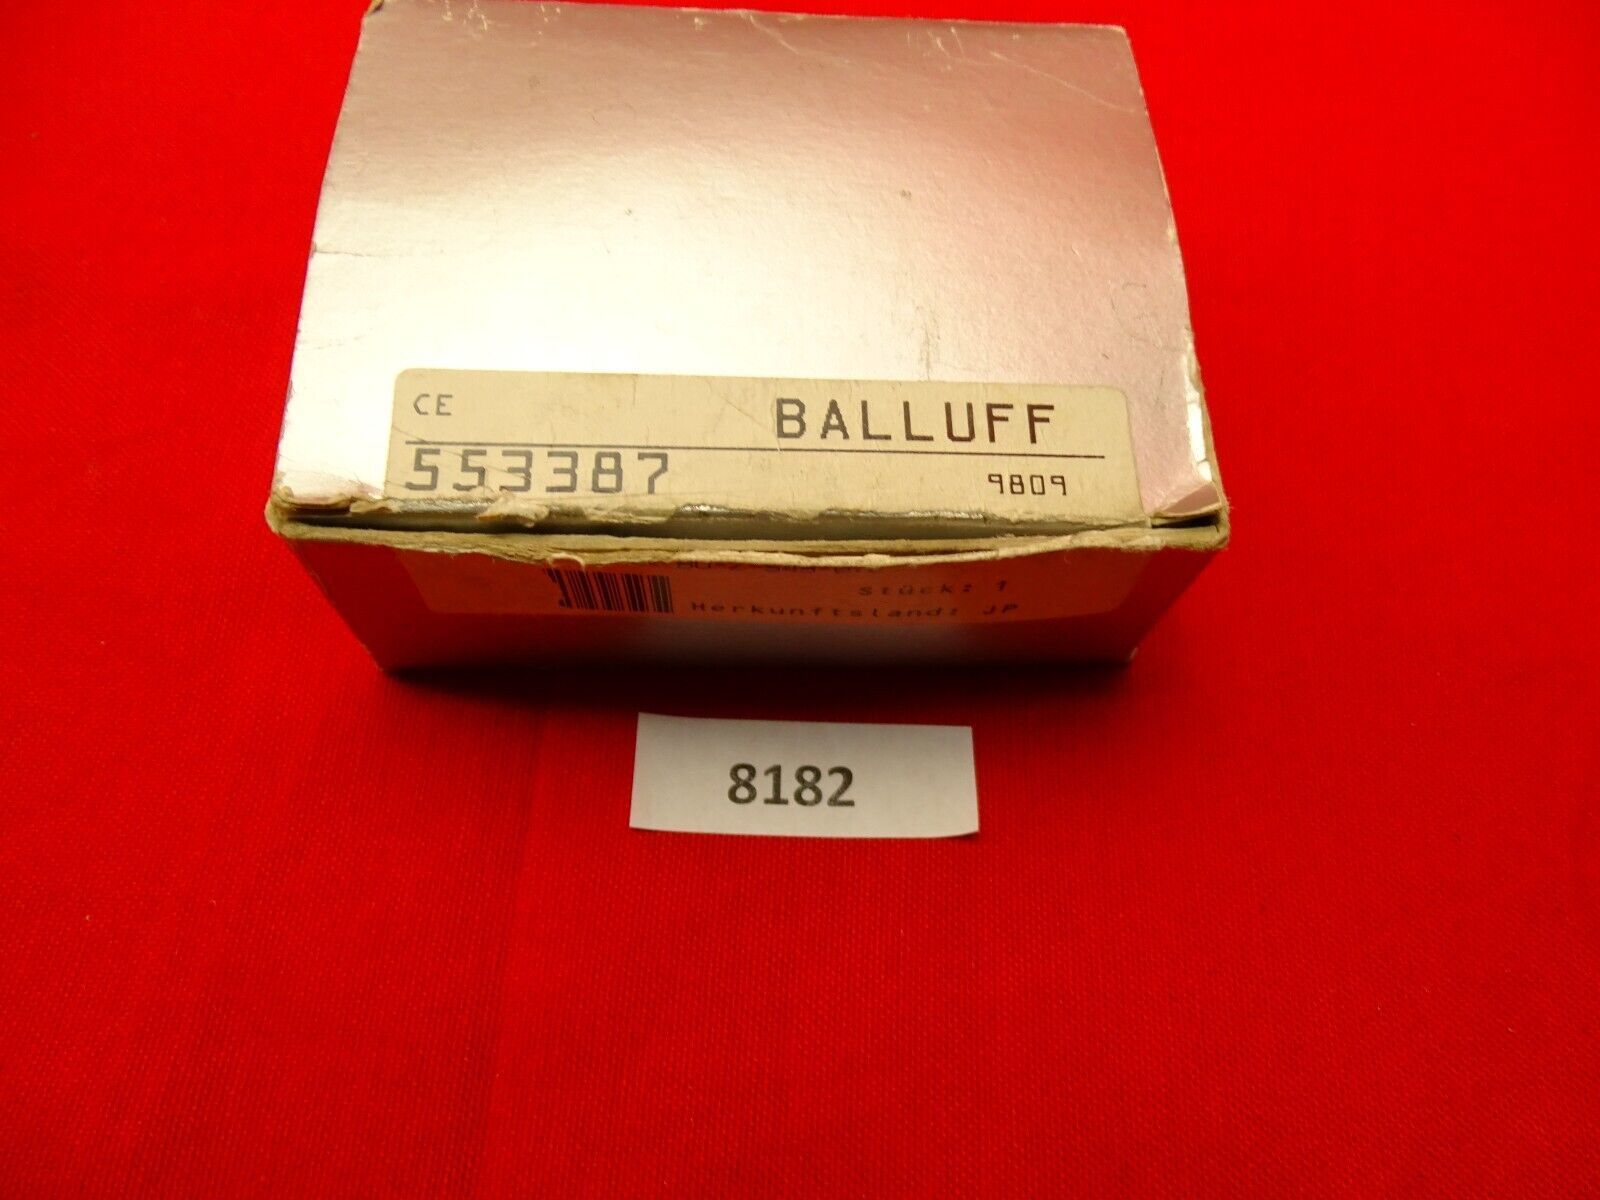 CE BALLUFF
553387 9809
Stück: 1
Herkunftsland: JP
8182